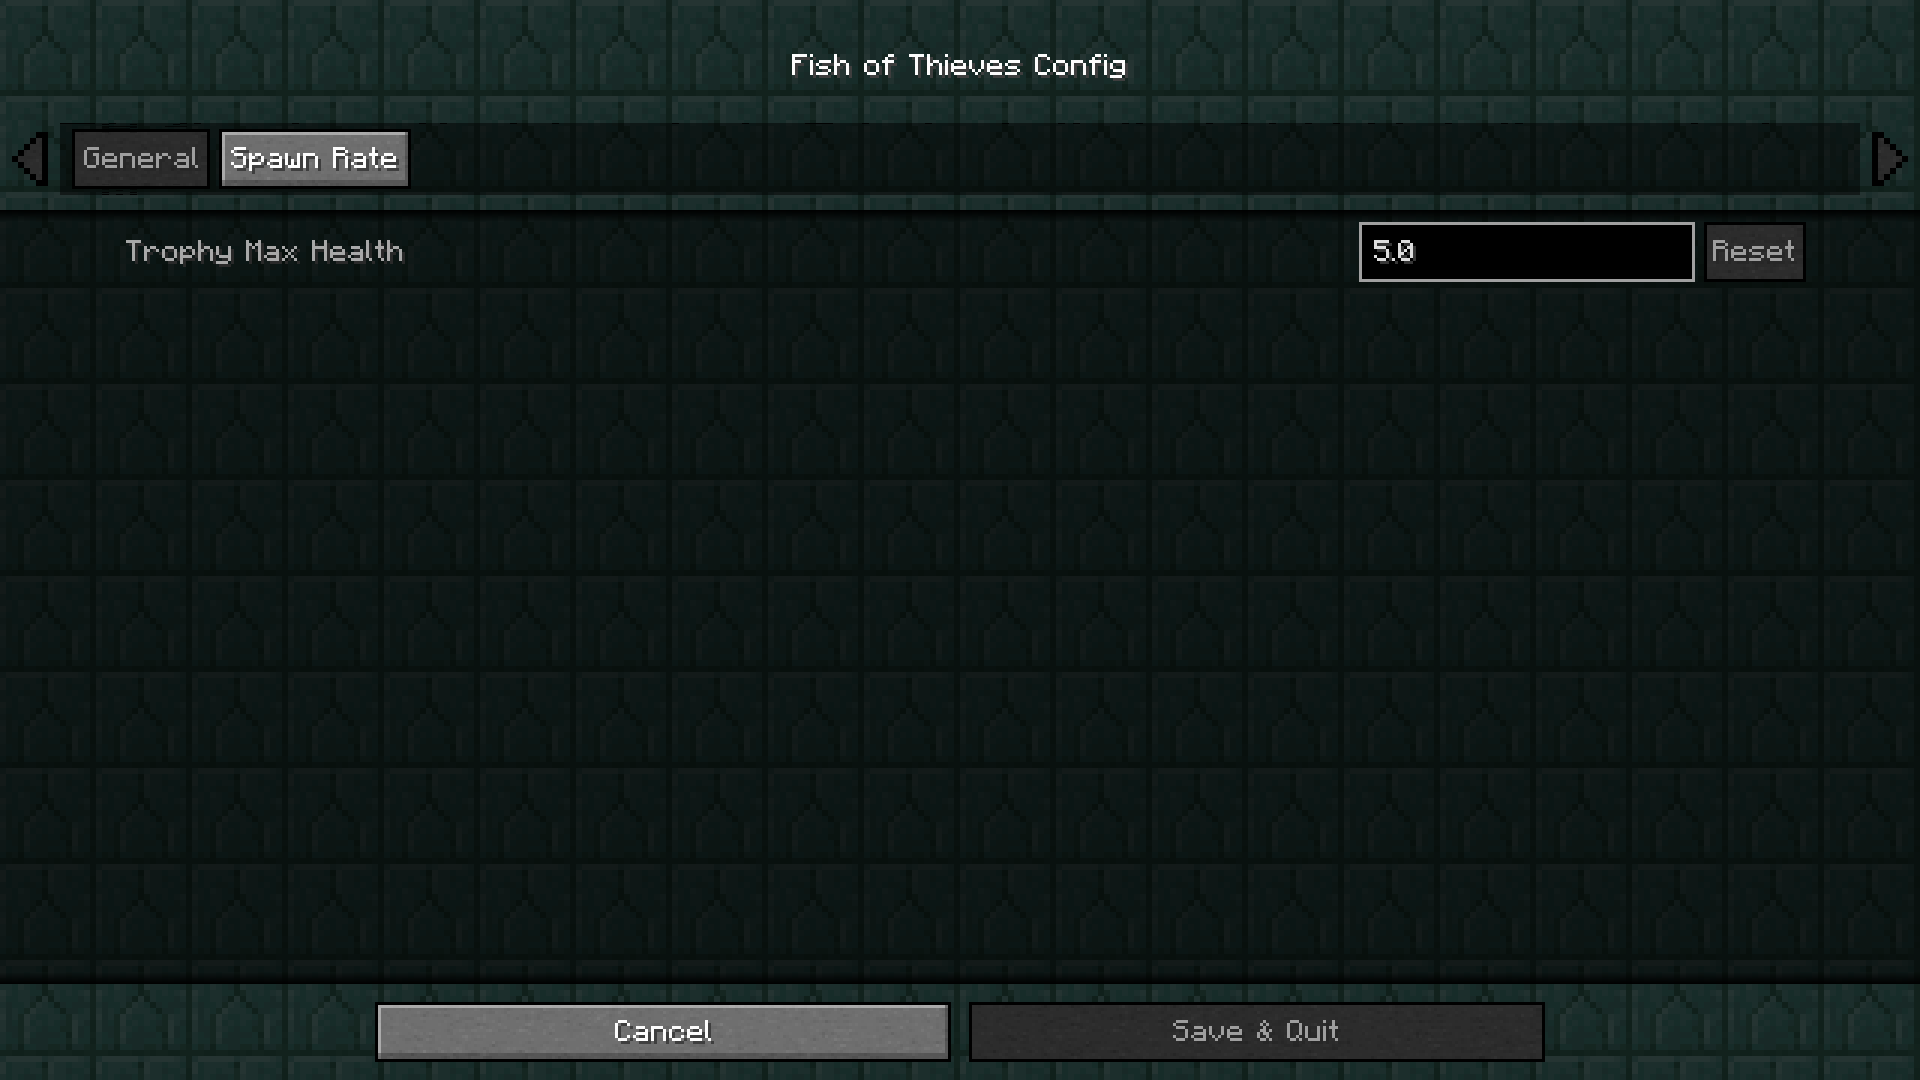 Fish of Thieves Config
General
Spawn Rate
Trophy Max Health
5.0
Reset
Cancel
Save & Quit